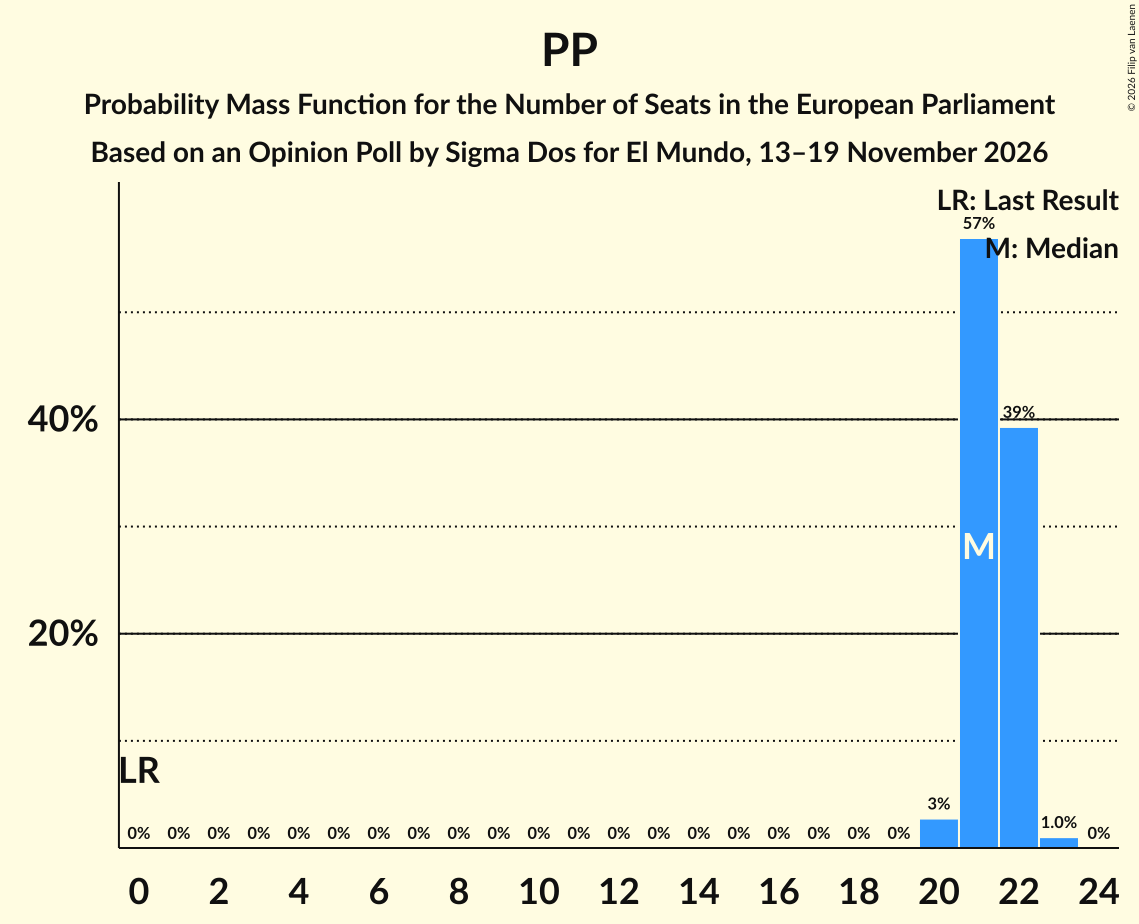 PP
Probability Mass Function for the Number of Seats in the European Parliament
Based on an Opinion Poll by Sigma Dos for El Mundo, 13–19 November 2026
© 2026 Filip van Laenen
LR: Last Result
M: Median
57%
39%
40%
M
20%
LR
3%
1.0%
0% 0% 0% 0% 0% 0% 0% 0% 0% 0% 0% 0% 0% 0% 0% 0% 0% 0% 0% 0% 0%
0 2 4 6 8 10 12 14 16 18 20 22 24